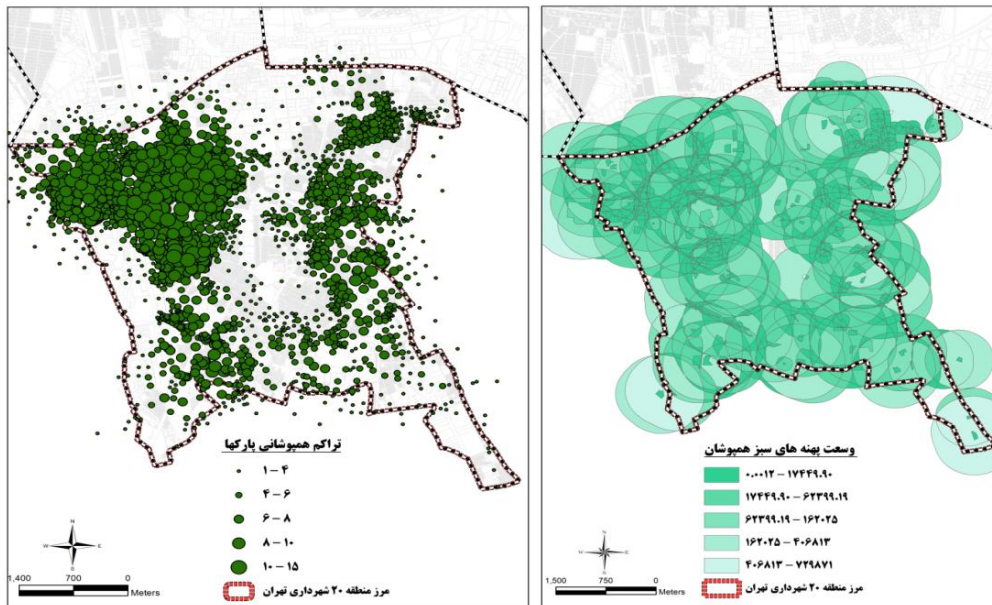 تراکم همپوشانی پارکها
۱ – ۴
۴ – ۶
۶ – ۸
۸ – ۱۰
۱۰ – ۱۵
مرز منطقه ۲۰ شهرداری تهران
N
W E
S
1,400 700 0
Meters
وسعت پهنه های سبز همپوشان
۰.۰۰۱۲ – ۱۷۴۴۹.۹۰
۱۷۴۴۹.۹۰ – ۶۲۳۹۹.۱۹
۶۲۳۹۹.۱۹ – ۱۶۲۰۲۵
۱۶۲۰۲۵ – ۴۰۶۸۱۳
۴۰۶۸۱۳ – ۷۲۹۸۷۱
مرز منطقه ۲۰ شهرداری تهران
N
W E
S
1,500 750 0
Meters